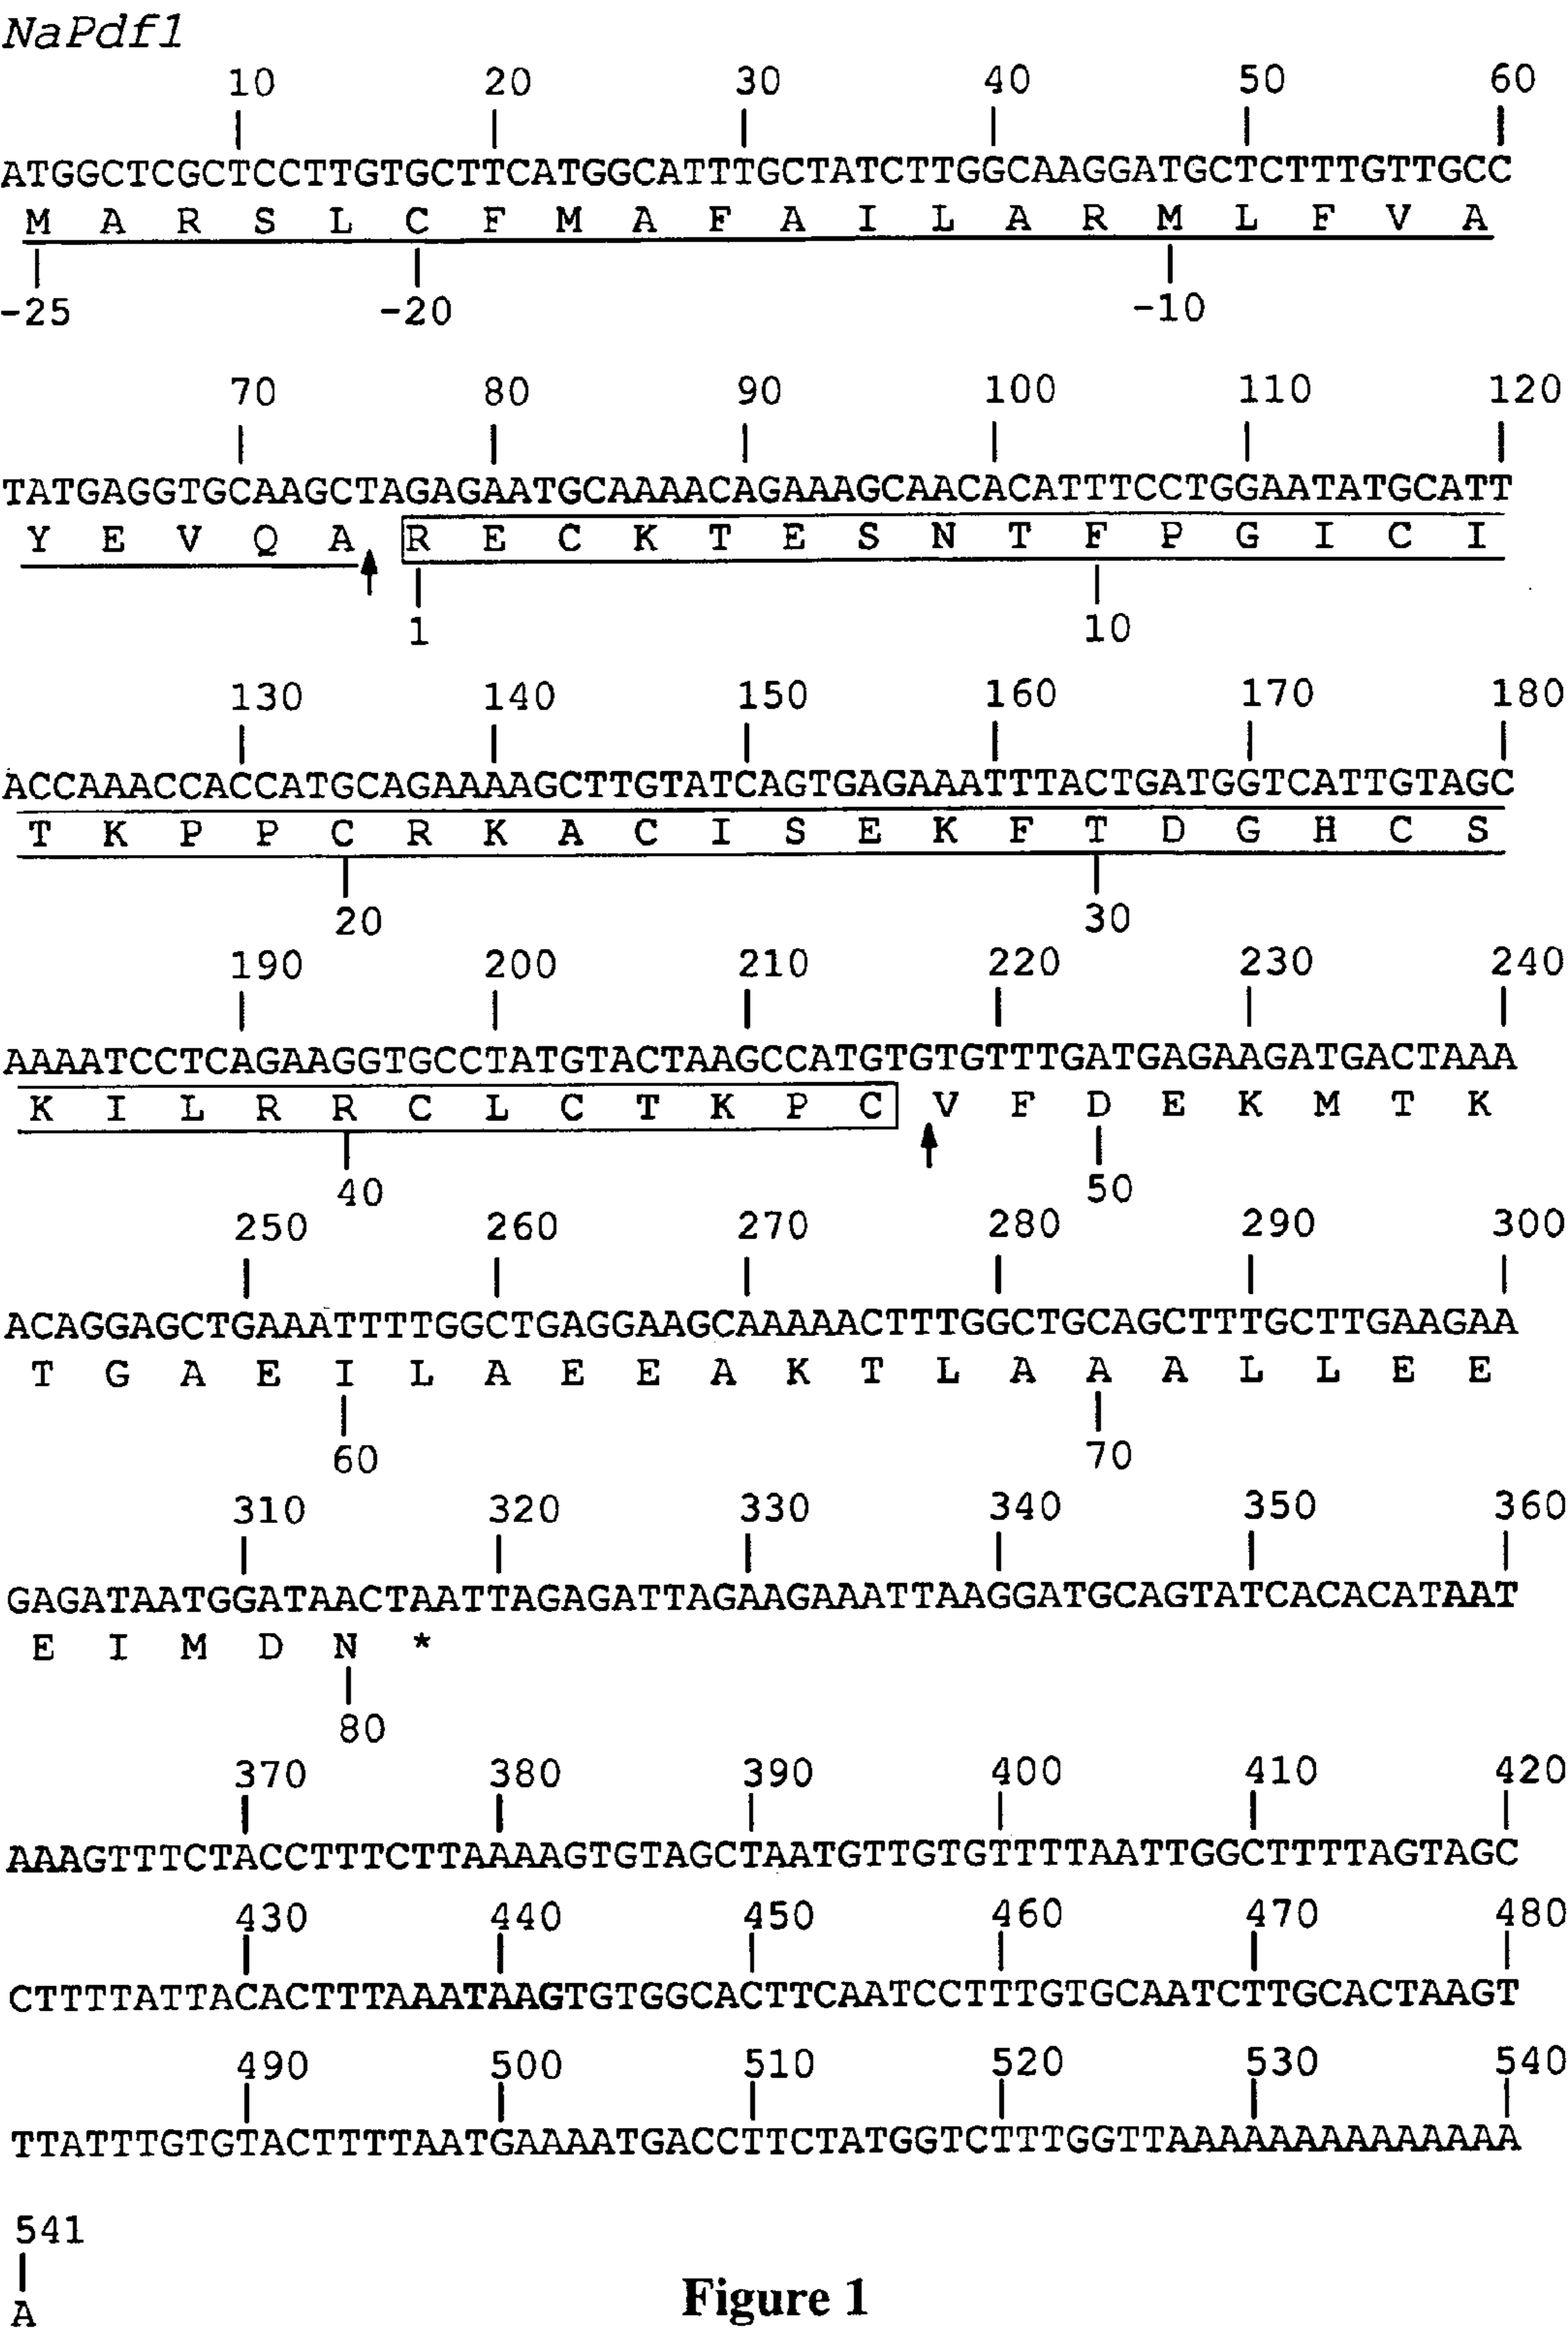 NaPdf1
10 20 30 40 50 60
ATGGCTCGCTCCTTGTGCTTCATGGCATTTGCTATCTTGGCAAGGATGCTCTTTGTTGCC
M A R S L C F M A F A I L A R M L F V A
-25 -20 -10
70 80 90 100 110 120
TATGAGGTGCAAGCTAGAGAATGCAAAACAGAAAGCAACACATTTCCTGGAATATGCATT
Y E V Q A R E C K T E S N T F P G I C I
1 10
130 140 150 160 170 180
ACCAAACCACCATGCAGAAAAGCTTGTATCAGTGAGAAATTTACTGATGGTCATTGTAGC
T K P P C R K A C I S E K F T D G H C S
20 30
190 200 210 220 230 240
AAAATCCTCAGAAGGTGCCTATGTACTAAGCCATGTGTGTTTGATGAGAAGATGACTAAA
K I L R R C L C T K P C V F D E K M T K
40 50
250 260 270 280 290 300
ACAGGAGCTGAAATTTTGGCTGAGGAAGCAAAAACTTTGGCTGCAGCTTTGCTTGAAGAA
T G A E I L A E E A K T L A A A L L E E
60 70
310 320 330 340 350 360
GAGATAATGGATAACTAATTAGAGATTAGAAGAAATTAAGGATGCAGTATCACACATAAT
E I M D N *
80
370 380 390 400 410 420
AAAGTTTCTACCTTTCTTAAAAGTGTAGCTAATGTTGTGTTTTAATTGGCTTTTAGTAGC
430 440 450 460 470 480
CTTTTATTACACTTTAAATAAGTGTGGCACTTCAATCCTTTGTGCAATCTTGCACTAAGT
490 500 510 520 530 540
TTATTTGTGTACTTTTAATGAAAATGACCTTCTATGGTCTTTGGTTAAAAAAAAAAAAAA
541
A
Figure 1